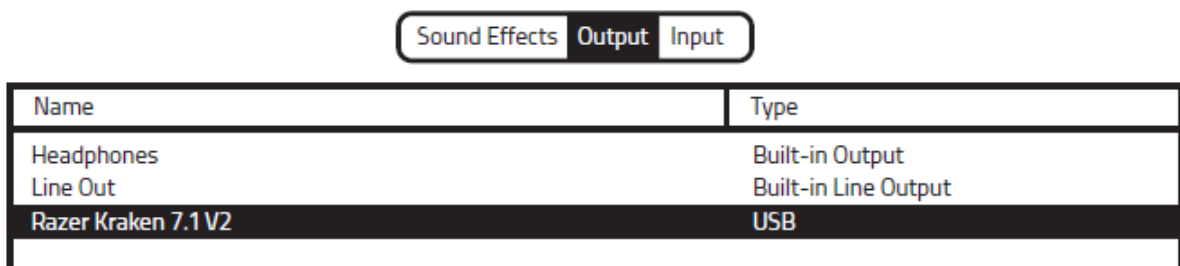 Sound Effects Output Input
Name Type
Headphones Built-in Output
Line Out Built-in Line Output
Razer Kraken 7.1 V2 USB